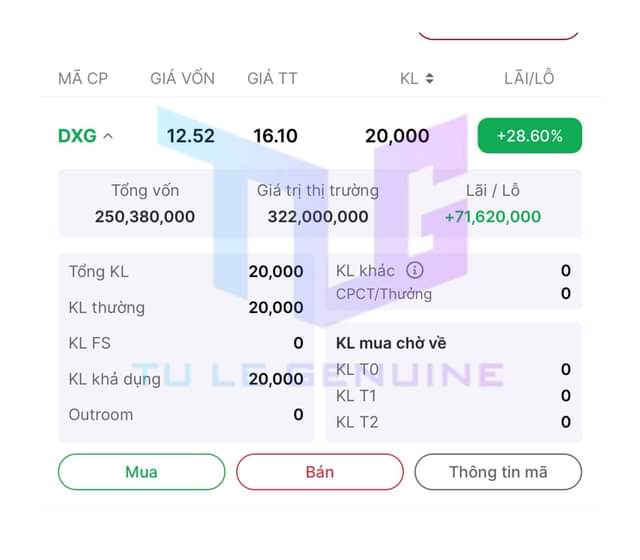 MÃ CP GIÁ VỐN GIÁ TT KL LÃI/LỖ
DXG 12.52 16.10 20,000 +28.60%
Tổng vốn Giá trị thị trường Lãi / Lỗ
250,380,000 322,000,000 +71,620,000
Tổng KL 20,000
KL thường 20,000
KL FS 0
KL khả dụng 20,000
Outroom 0
KL khác 0
CPCT/Thưởng 0
KL mua chờ về
KL T0 0
KL T1 0
KL T2 0
TLG
TU LE GENUINE
Mua Bán Thông tin mã